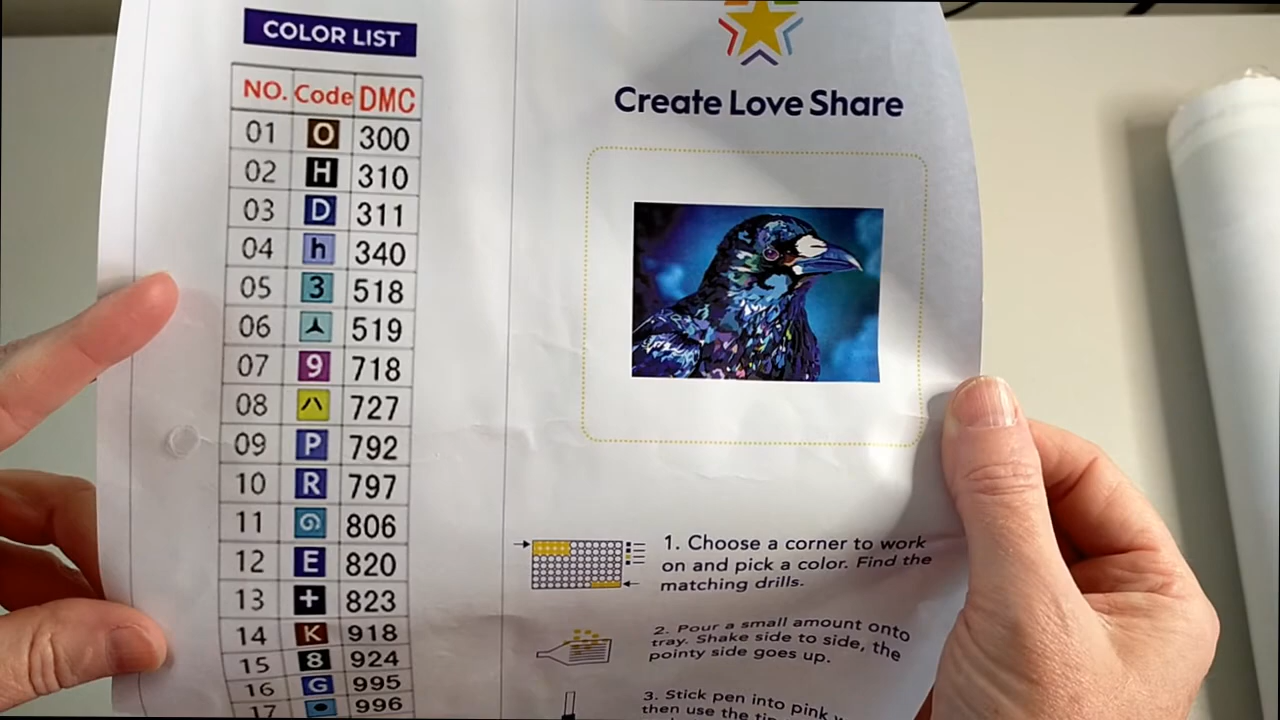 COLOR LIST
NO. Code DMC
01 O 300
02 H 310
03 D 311
04 h 340
05 3 518
06 519
07 9 718
08 727
09 P 792
10 R 797
11 806
12 E 820
13 + 823
14 K 918
15 8 924
16 G 995
17 996
Create Love Share
1. Choose a corner to work
on and pick a color. Find the
matching drills.
2. Pour a small amount onto
tray. Shake side to side, the
pointy side goes up.
3. Stick pen into pink
then use the